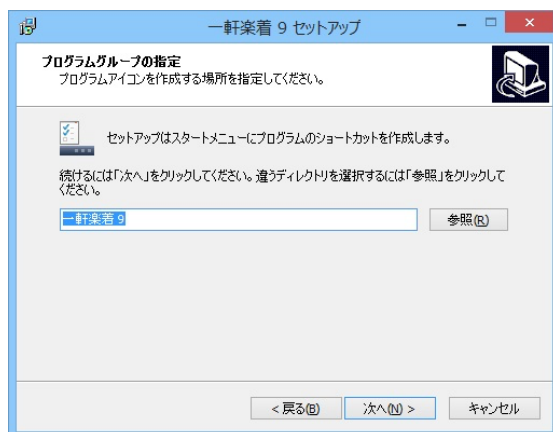 一軒楽着 9 セットアップ
プログラムグループの指定
プログラムアイコンを作成する場所を指定してください。
セットアップはスタートメニューにプログラムのショートカットを作成します。
続けるには「次へ」をクリックしてください。違うディレクトリを選択するには「参照」をクリックして
ください。
一軒楽着 9
参照(R)
< 戻る(B)
次へ(N) >
キャンセル